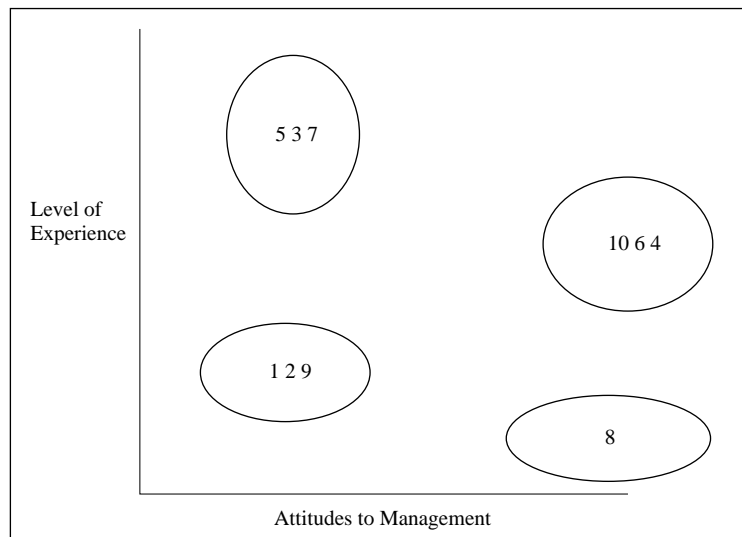 5 3 7
Level of
Experience
10 6 4
1 2 9
8
Attitudes to Management